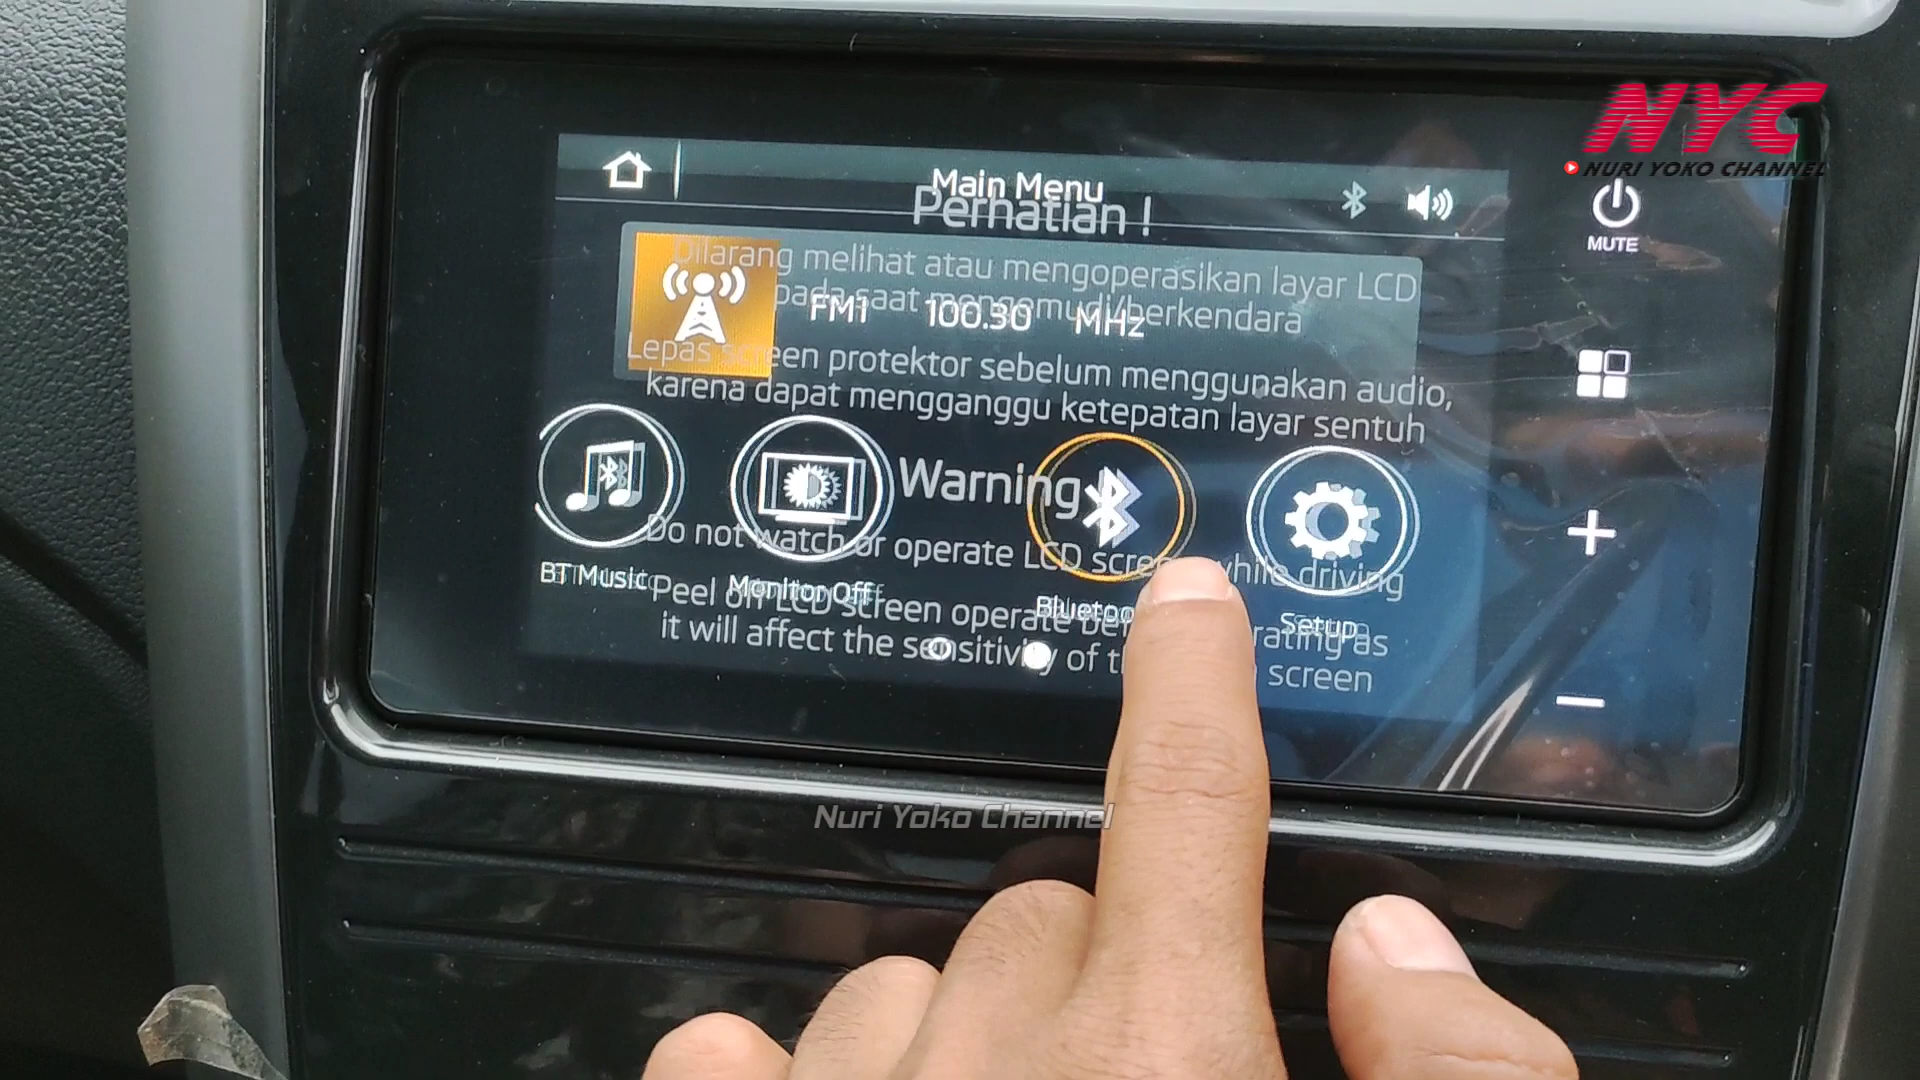 NYC
NURI YOKO CHANNEL
Main Menu
Perhatian !
MUTE
Dilarang melihat atau mengoperasikan layar LCD
pada saat mengemudi/berkendara
FM1 100.30 MHz
Lepas screen protektor sebelum menggunakan audio,
karena dapat mengganggu ketepatan layar sentuh
Warning
Do not watch or operate LCD screen while driving
BT Music
Monitor Off
Setup
Peel off LCD screen operate
it will affect the sensitivity of
screen
Nuri Yoko Channel